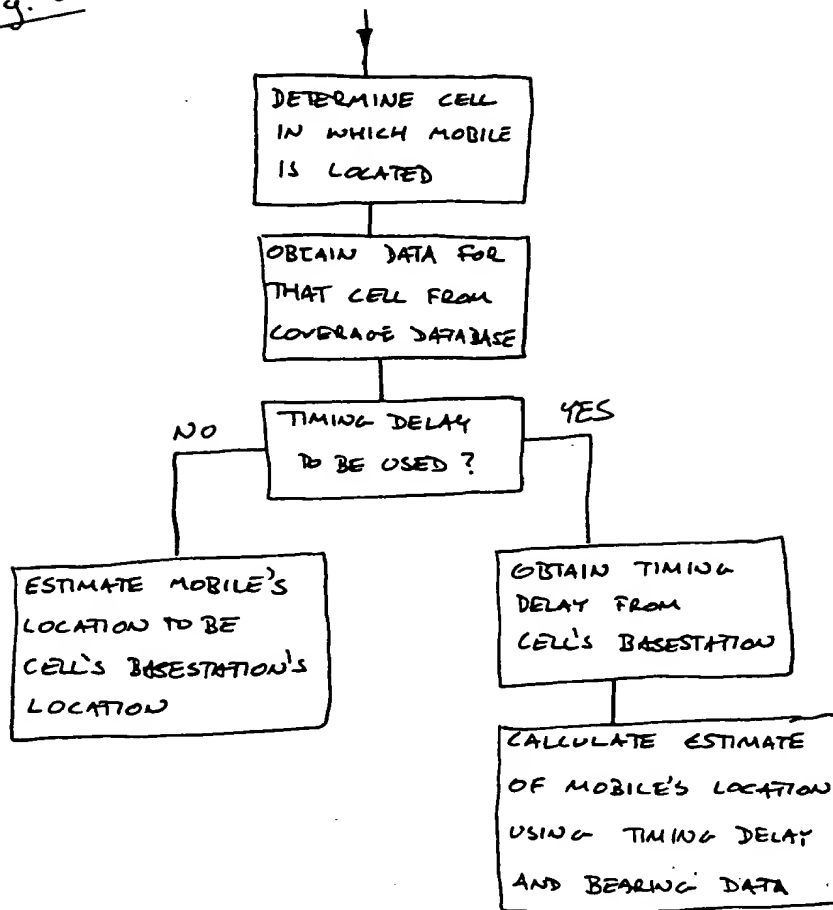 DETERMINE CELL
IN WHICH MOBILE
IS LOCATED
OBTAIN DATA FOR
THAT CELL FROM
COVERAGE DATABASE
TIMING DELAY
TO BE USED ?
NO
YES
ESTIMATE MOBILE'S
LOCATION TO BE
CELL'S BASESTATION'S
LOCATION
OBTAIN TIMING
DELAY FROM
CELL'S BASESTATION
CALCULATE ESTIMATE
OF MOBILE'S LOCATION
USING TIMING DELAY
AND BEARING DATA